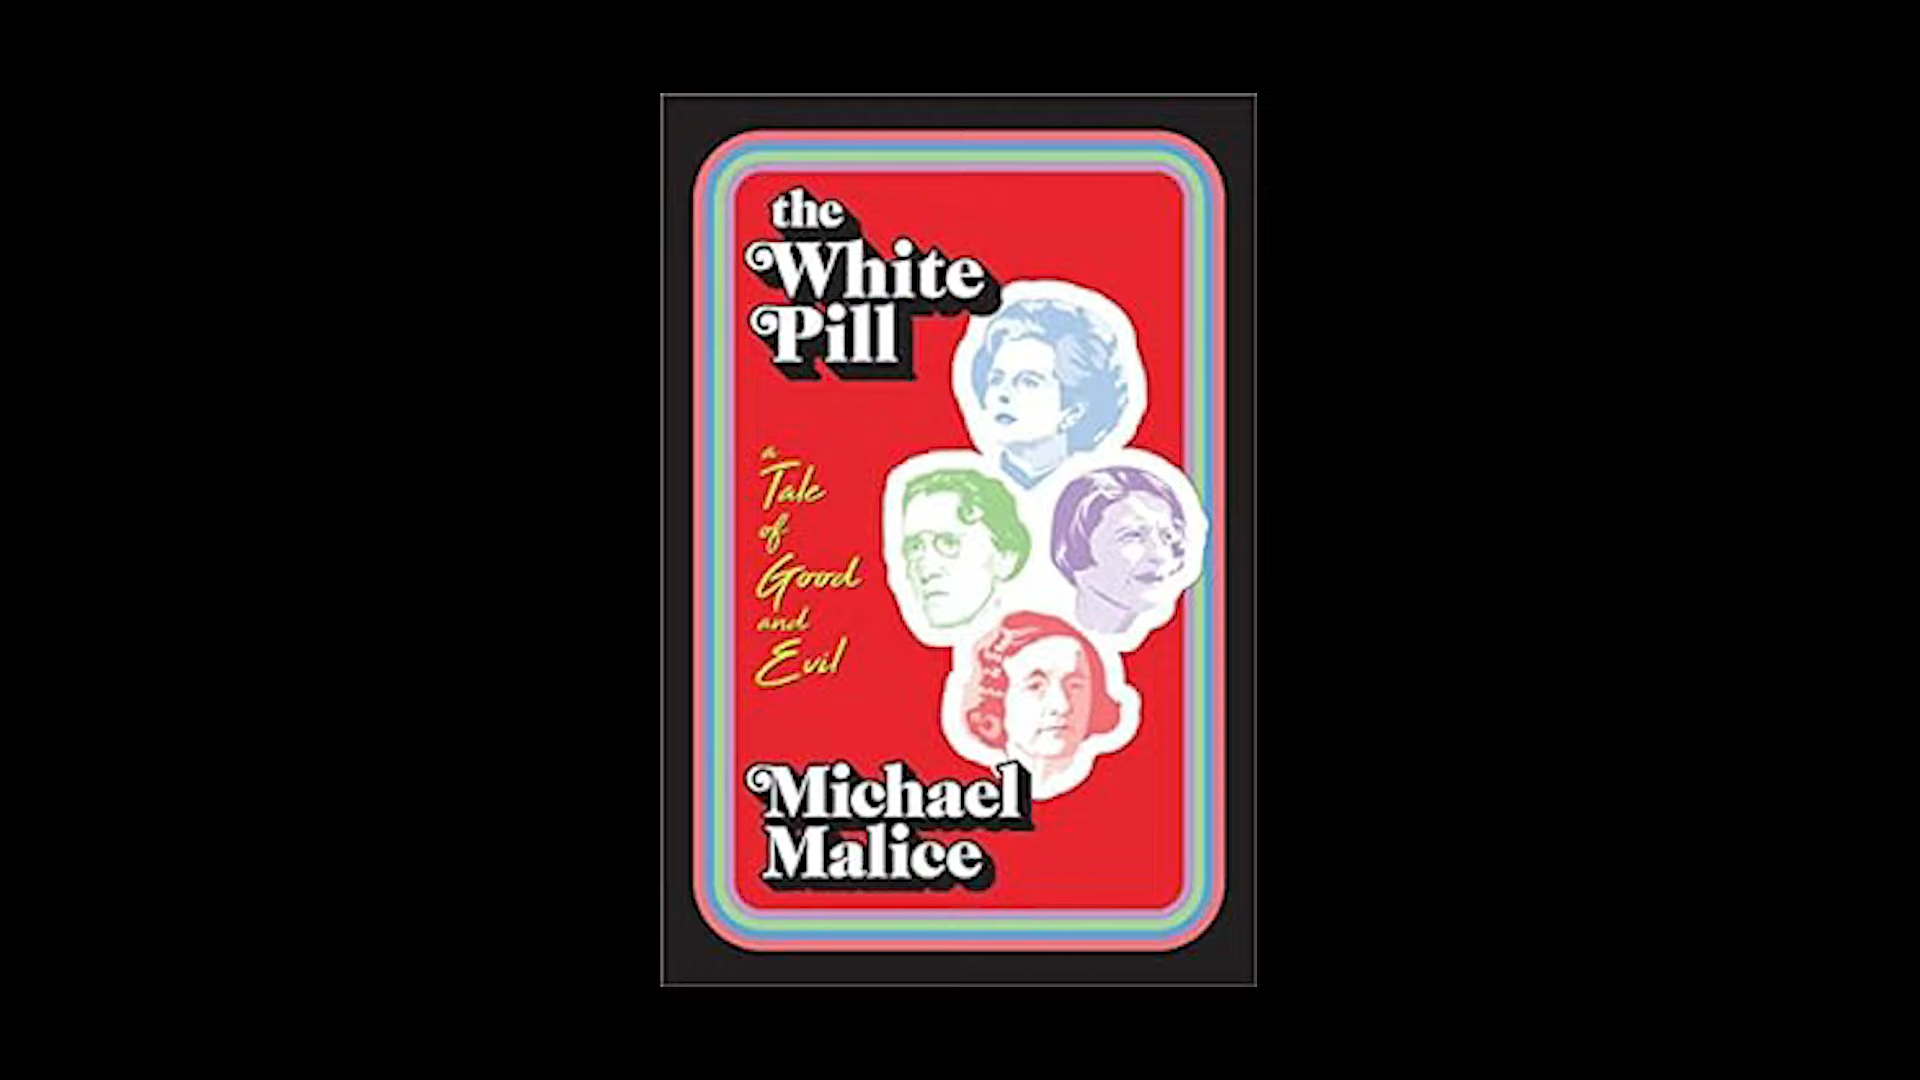 the
White
Pill
a
Tale
of
Good
and
Evil
Michael
Malice